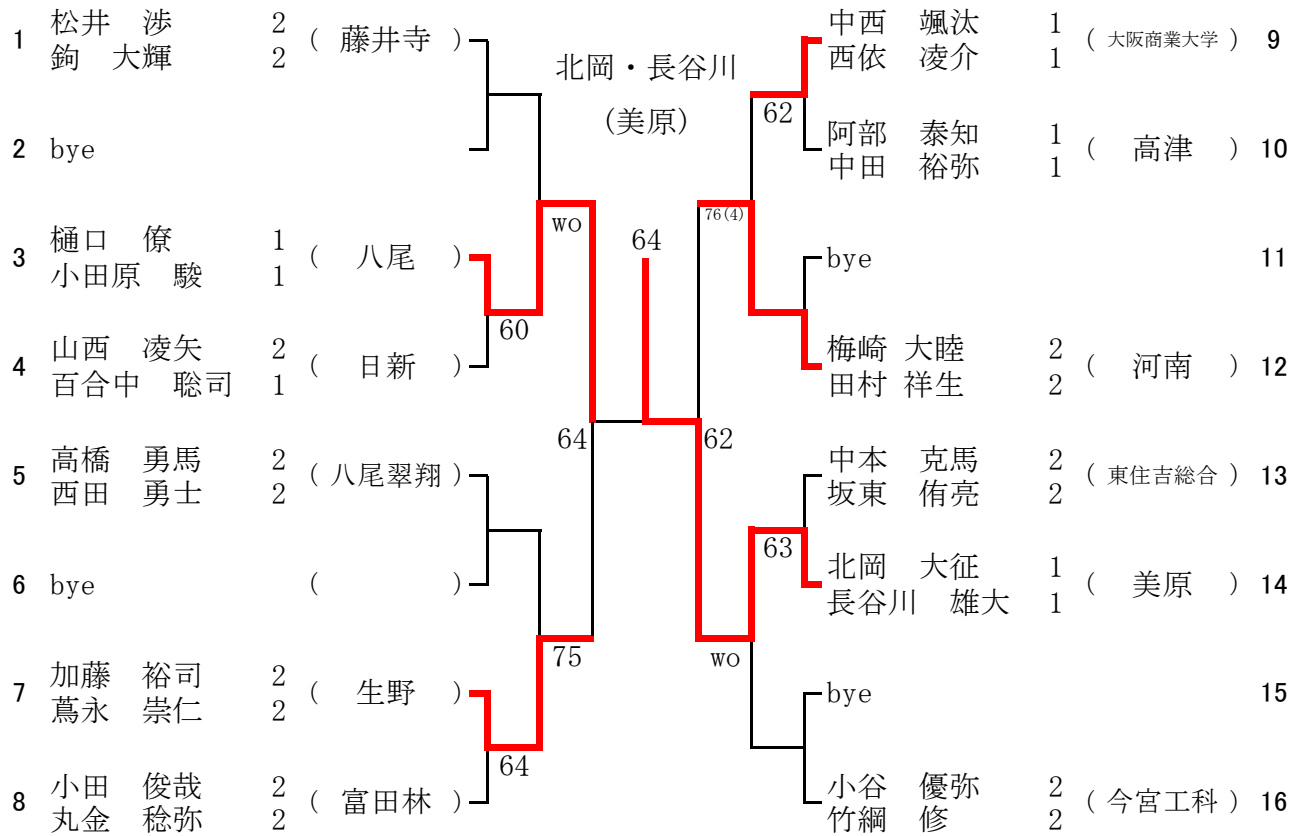 1 松井 渉 2
鉤 大輝 2
( 藤井寺 )
2 bye
3 樋口 僚 1
小田原 駿 1
( 八尾 )
4 山西 凌矢 2
百合中 聡司 1
( 日新 )
5 高橋 勇馬 2
西田 勇士 2
( 八尾翠翔 )
6 bye ( )
7 加藤 裕司 2
蔦永 崇仁 2
( 生野 )
8 小田 俊哉 2
丸金 稔弥 2
( 富田林 )
60
64
wo
75
64
北岡・長谷川
(美原)
64
62
76(4)
wo
62
63
中西 颯汰 1
西依 凌介 1
( 大阪商業大学 ) 9
阿部 泰知 1
中田 裕弥 1
( 高津 ) 10
bye 11
梅崎 大睦 2
田村 祥生 2
( 河南 ) 12
中本 克馬 2
坂東 侑亮 2
( 東住吉総合 ) 13
北岡 大征 1
長谷川 雄大 1
( 美原 ) 14
bye 15
小谷 優弥 2
竹綱 修 2
( 今宮工科 ) 16